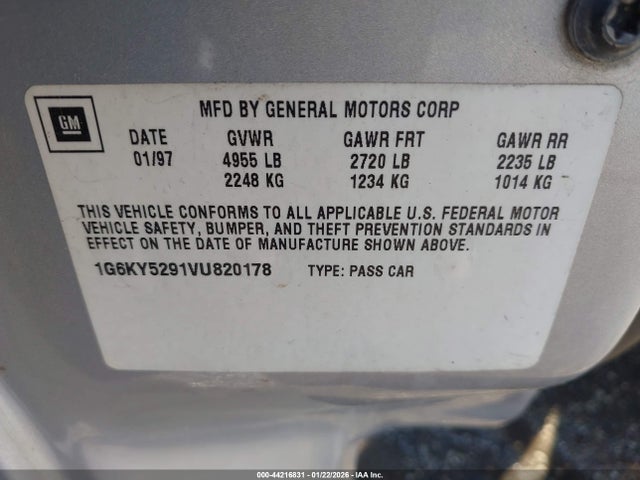 GM
MFD BY GENERAL MOTORS CORP
DATE GVWR GAWR FRT GAWR RR
01/97 4955 LB 2720 LB 2235 LB
2248 KG 1234 KG 1014 KG
THIS VEHICLE CONFORMS TO ALL APPLICABLE U.S. FEDERAL MOTOR
VEHICLE SAFETY, BUMPER, AND THEFT PREVENTION STANDARDS IN
EFFECT ON THE DATE OF MANUFACTURE SHOWN ABOVE.
1G6KY5291VU820178 TYPE: PASS CAR
000-44216831 - 01/22/2026 - IAA Inc.